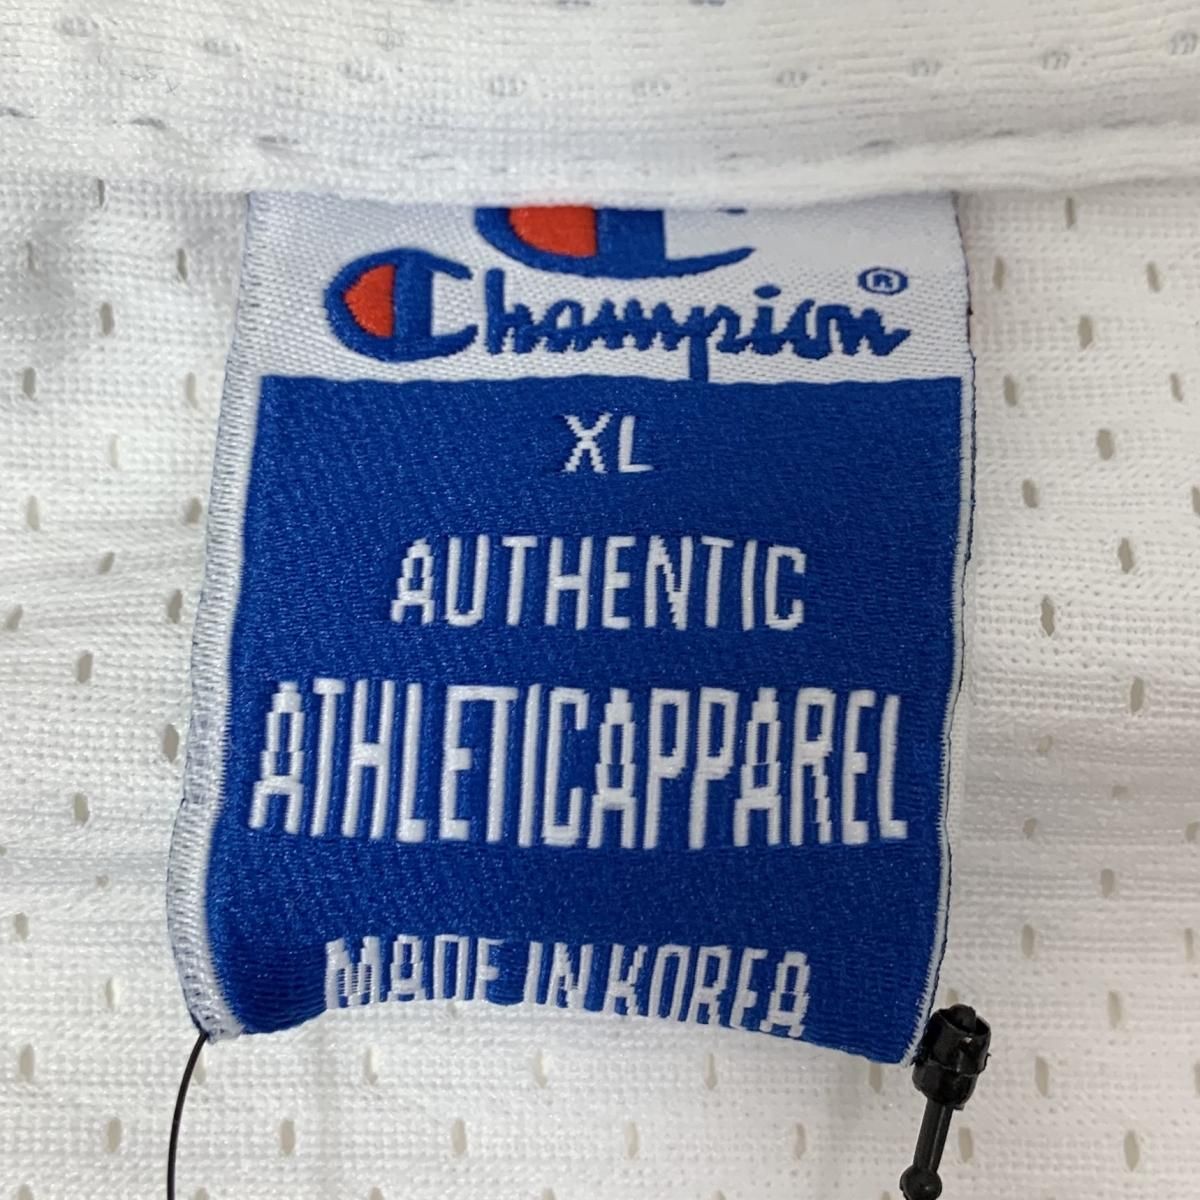 Champion®
XL
AUTHENTIC
ATHLETICAPPAREL
MADE IN KOREA